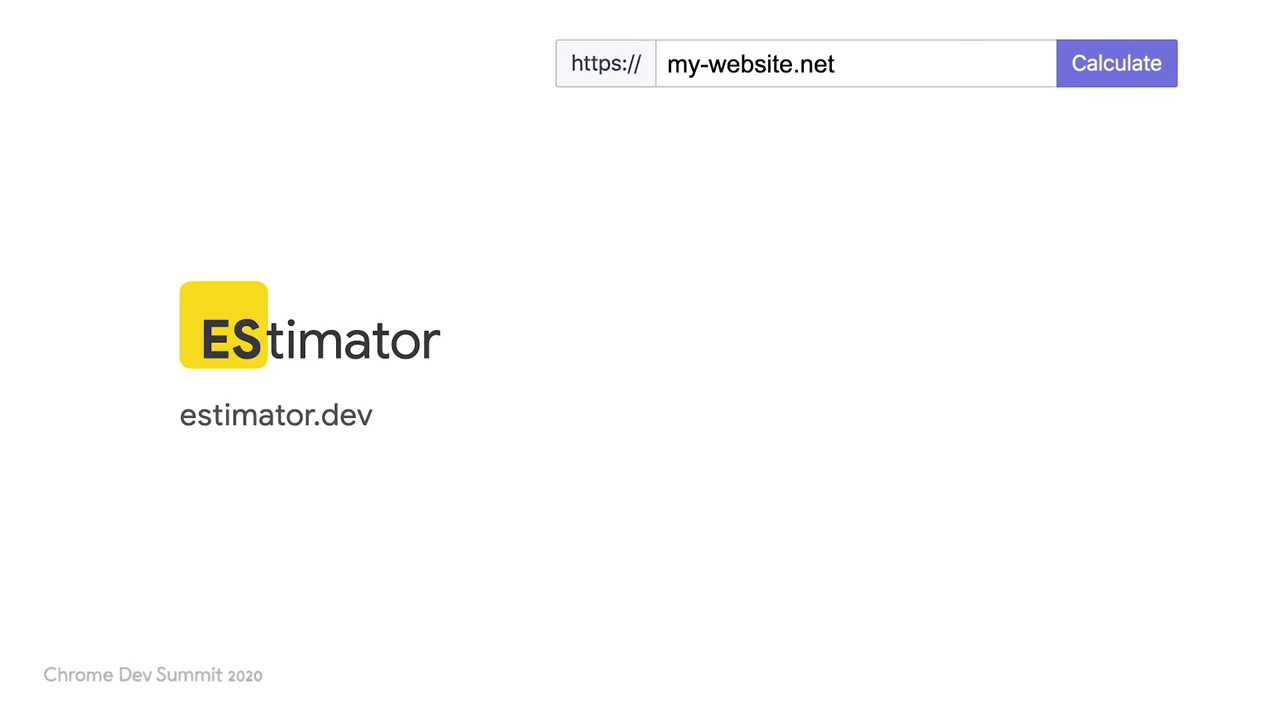 https:// my-website.net Calculate
EStimator
estimator.dev
Chrome Dev Summit 2020